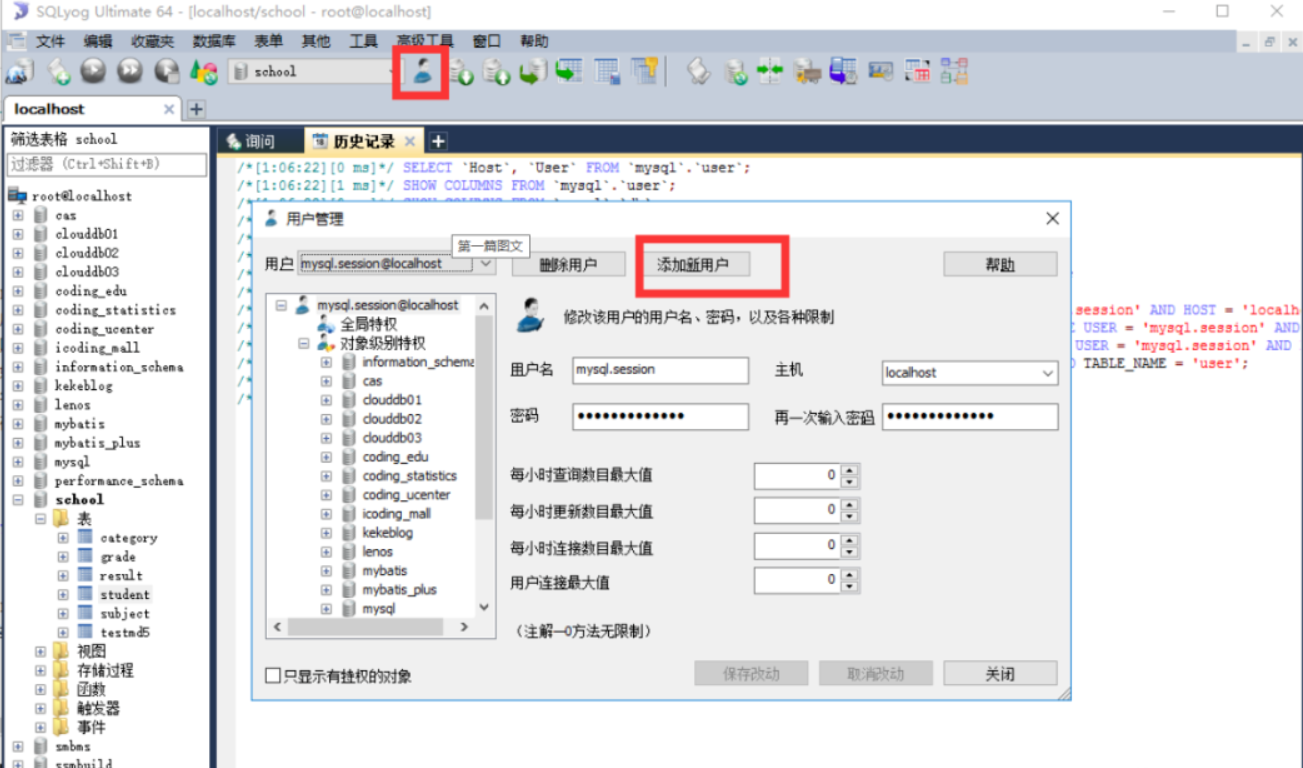 SQLyog Ultimate 64 - [localhost/school - root@localhost]
文件 编辑 收藏夹 数据库 表单 其他 工具 高级工具 窗口 帮助
school
localhost
筛选表格 school
过滤器 (Ctrl+Shift+B)
root@localhost
cas
clouddb01
clouddb02
clouddb03
coding_edu
coding_statistics
coding_ucenter
icoding_mall
information_schema
kekeblog
lenos
mybatis
mybatis_plus
mysql
performance_schema
school
表
category
grade
result
student
subject
testmd5
视图
存储过程
函数
触发器
事件
smbms
ssmbuild
询问 历史记录
/*[1:06:22][0 ms]*/ SELECT `Host`, `User` FROM `mysql`.`user`;
/*[1:06:22][1 ms]*/ SHOW COLUMNS FROM `mysql`.`user`;
.session' AND HOST = 'localh
USER = 'mysql.session' AND
USER = 'mysql.session' AND
TABLE_NAME = 'user';
用户管理
第一篇图文
用户 mysql.session@localhost 删除用户 添加新用户 帮助
mysql.session@localhost
全局特权
对象级别特权
information_schema
cas
clouddb01
clouddb02
clouddb03
coding_edu
coding_statistics
coding_ucenter
icoding_mall
kekeblog
lenos
mybatis
mybatis_plus
mysql
修改该用户的用户名、密码，以及各种限制
用户名 mysql.session 主机 localhost
密码 ●●●●●●●●●●●●● 再一次输入密码 ●●●●●●●●●●●●●
每小时查询数目最大值 0
每小时更新数目最大值 0
每小时连接数目最大值 0
用户连接最大值 0
（注解—0方法无限制）
只显示有挂权的对象
保存改动 取消改动 关闭